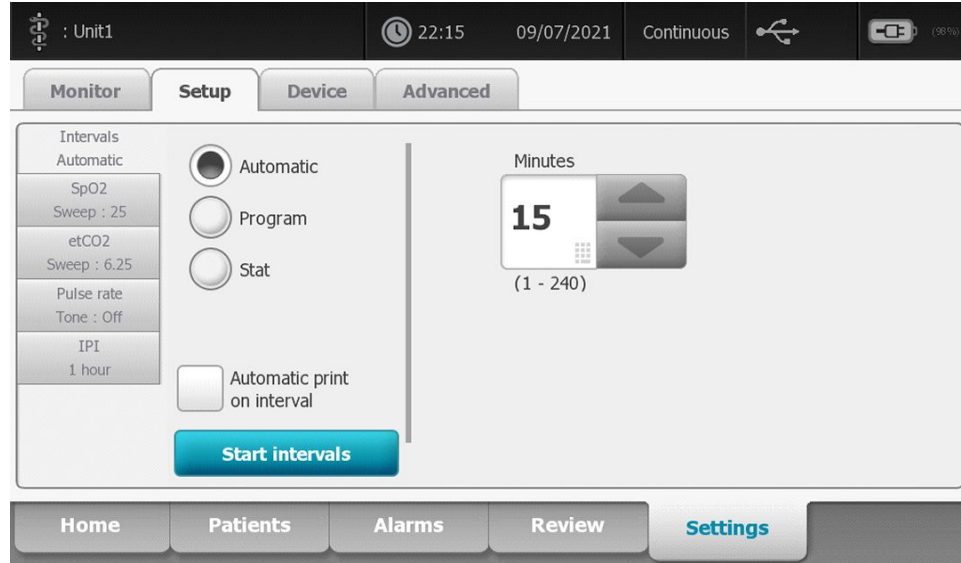 : Unit1
22:15
09/07/2021
Continuous
(98%)
Monitor
Setup
Device
Advanced
Intervals
Automatic
SpO2
Sweep : 25
etCO2
Sweep : 6.25
Pulse rate
Tone : Off
IPI
1 hour
Automatic
Program
Stat
Automatic print
on interval
Start intervals
Minutes
15
(1 - 240)
Home
Patients
Alarms
Review
Settings